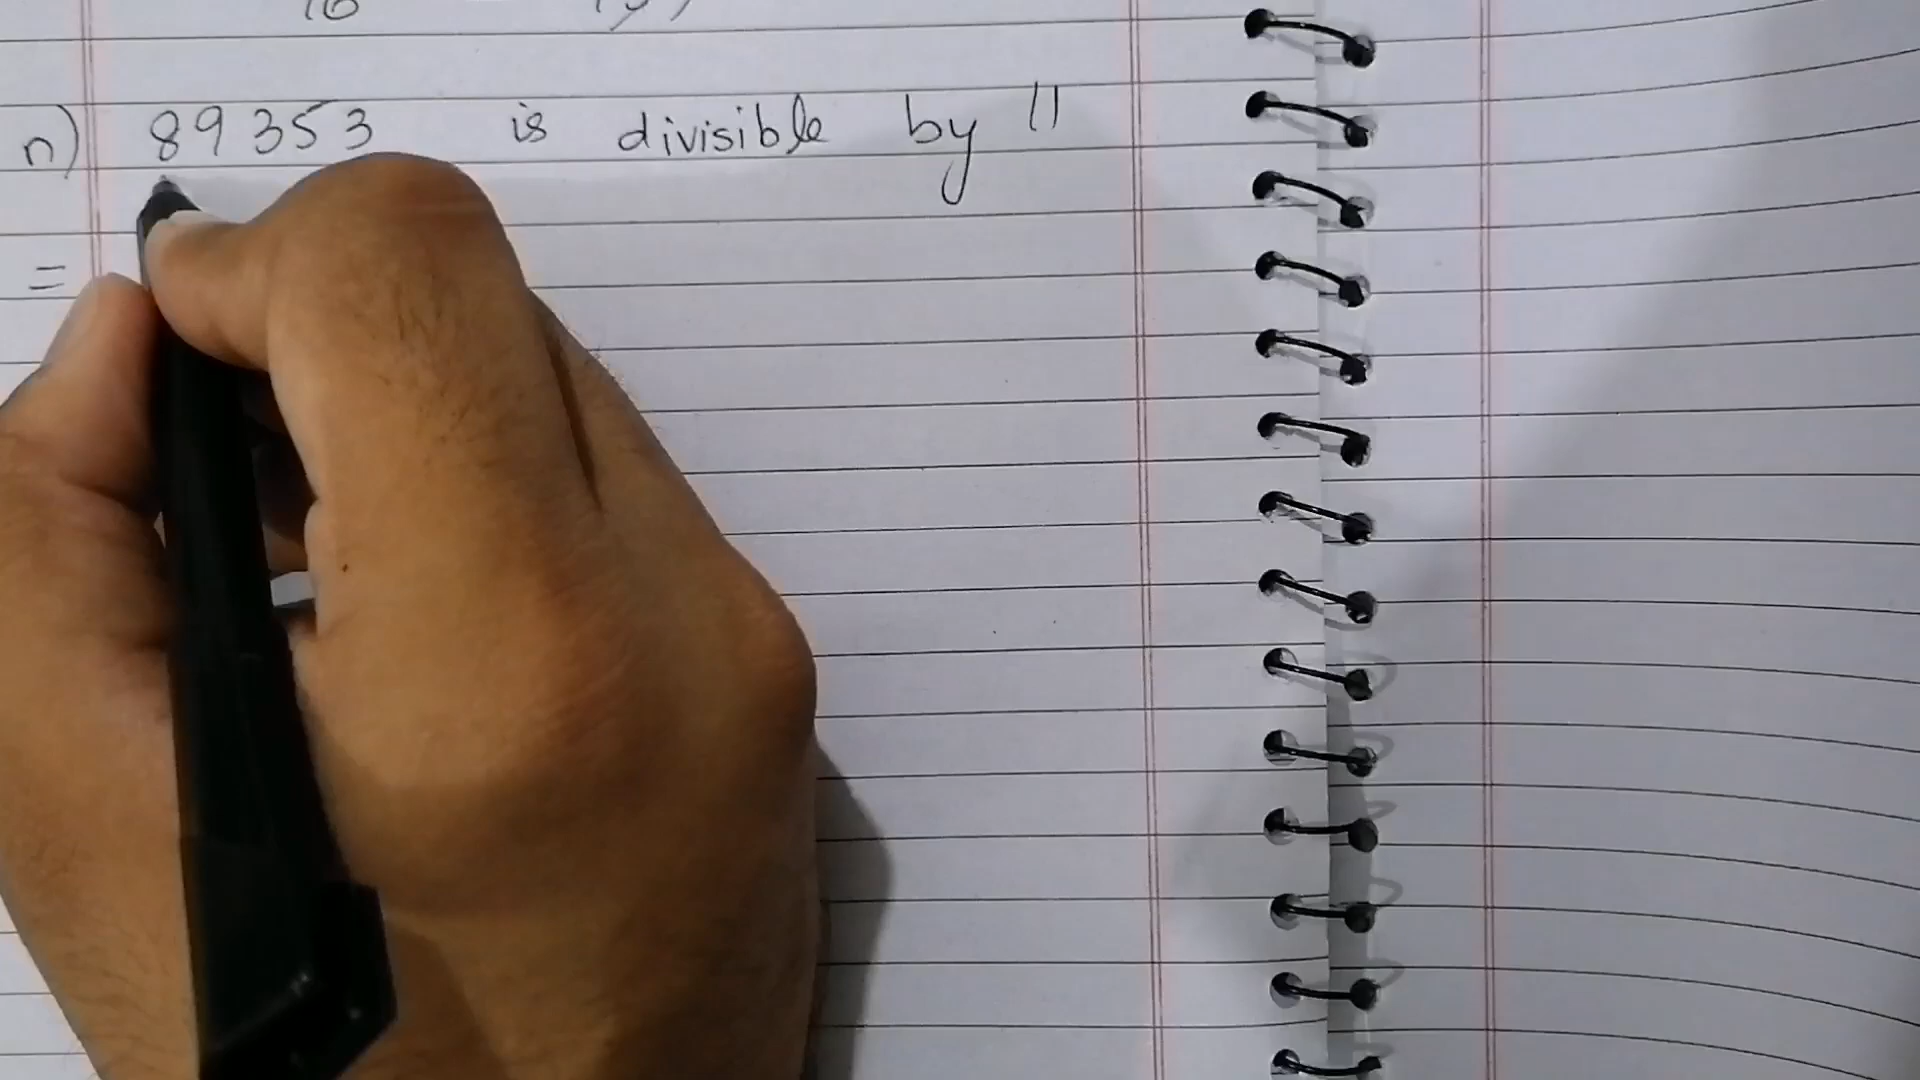 n) 89353 is divisible by 11
=